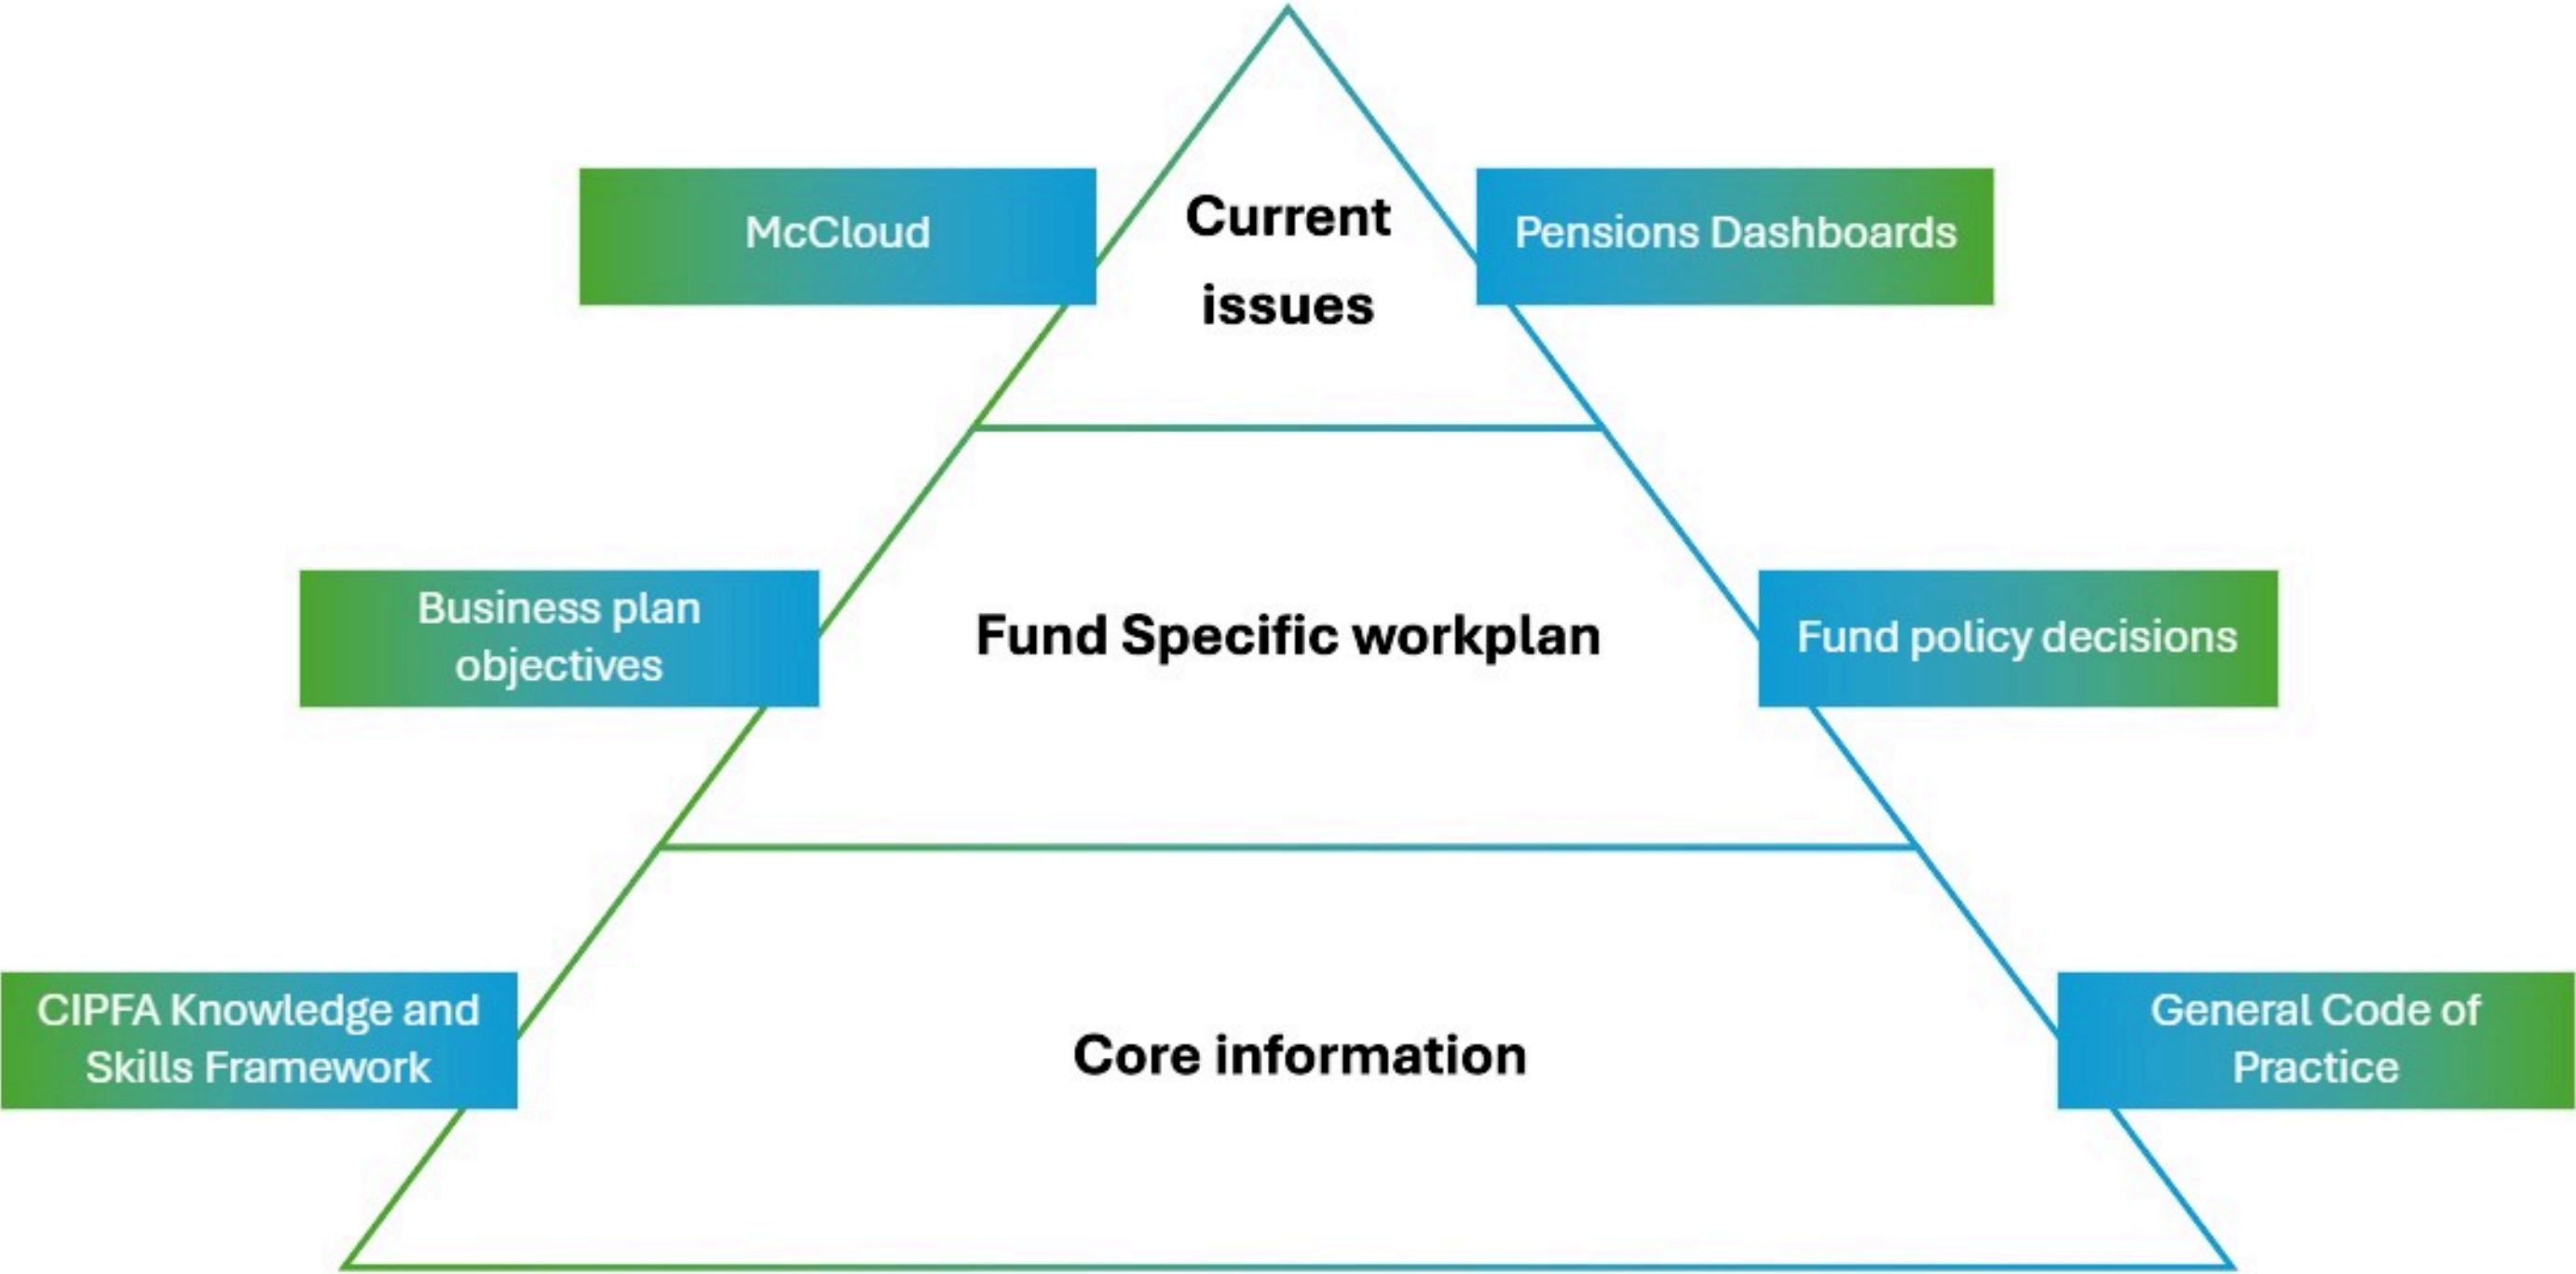 McCloud
Current
issues
Pensions Dashboards
Business plan
objectives
Fund Specific workplan
Fund policy decisions
CIPFA Knowledge and
Skills Framework
Core information
General Code of
Practice